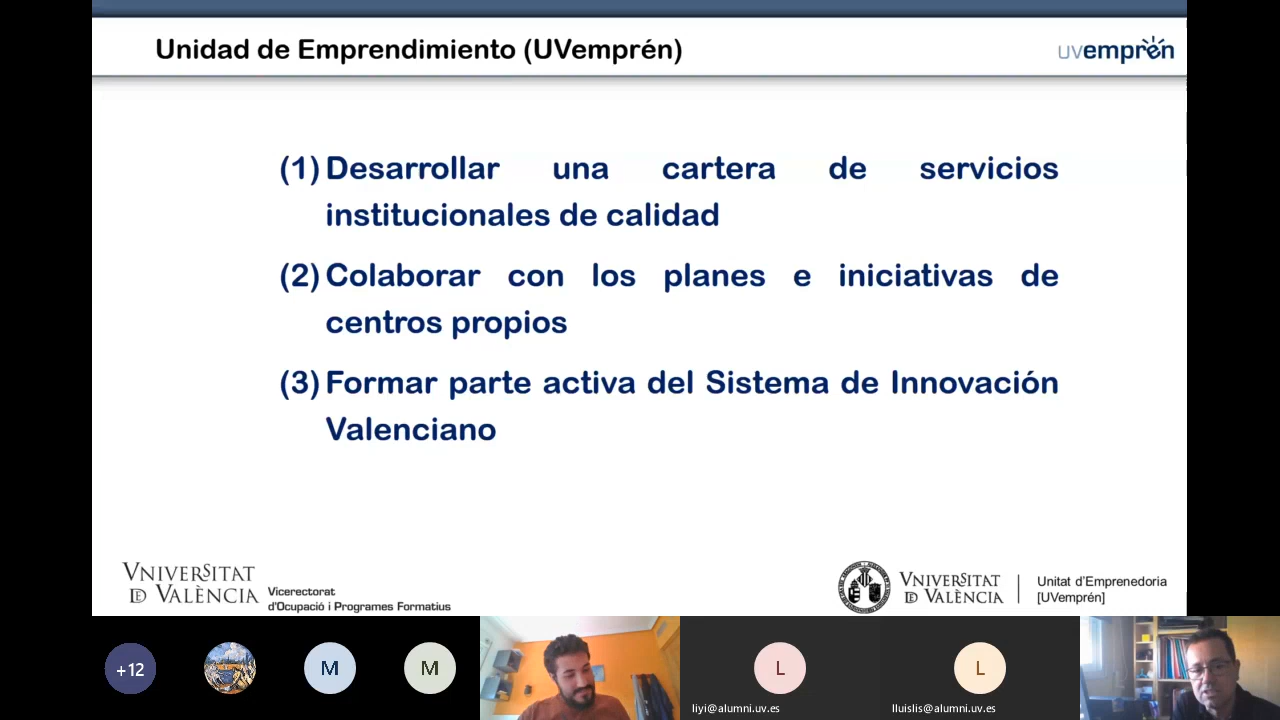 Unidad de Emprendimiento (UVemprén)
uvemprén
(1) Desarrollar una cartera de servicios
institucionales de calidad
(2) Colaborar con los planes e iniciativas de
centros propios
(3) Formar parte activa del Sistema de Innovación
Valenciano
VNIVERSITAT
DE VALÈNCIA
Vicerectorat
d'Ocupació i Programes Formatius
VNIVERSITAT
DE VALÈNCIA
Unitat d'Emprenedoria
[UVemprén]
+12
M
M
L
L
liyi@alumni.uv.es
lluislis@alumni.uv.es